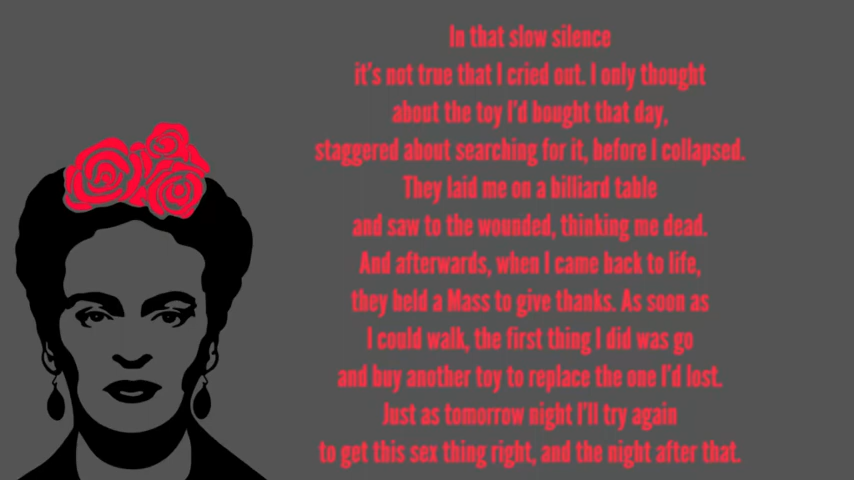 In that slow silence
it's not true that I cried out. I only thought
about the toy I'd bought that day,
staggered about searching for it, before I collapsed.
They laid me on a billiard table
and saw to the wounded, thinking me dead.
And afterwards, when I came back to life,
they held a Mass to give thanks. As soon as
I could walk, the first thing I did was go
and buy another toy to replace the one I'd lost.
Just as tomorrow night I'll try again
to get this sex thing right, and the night after that.